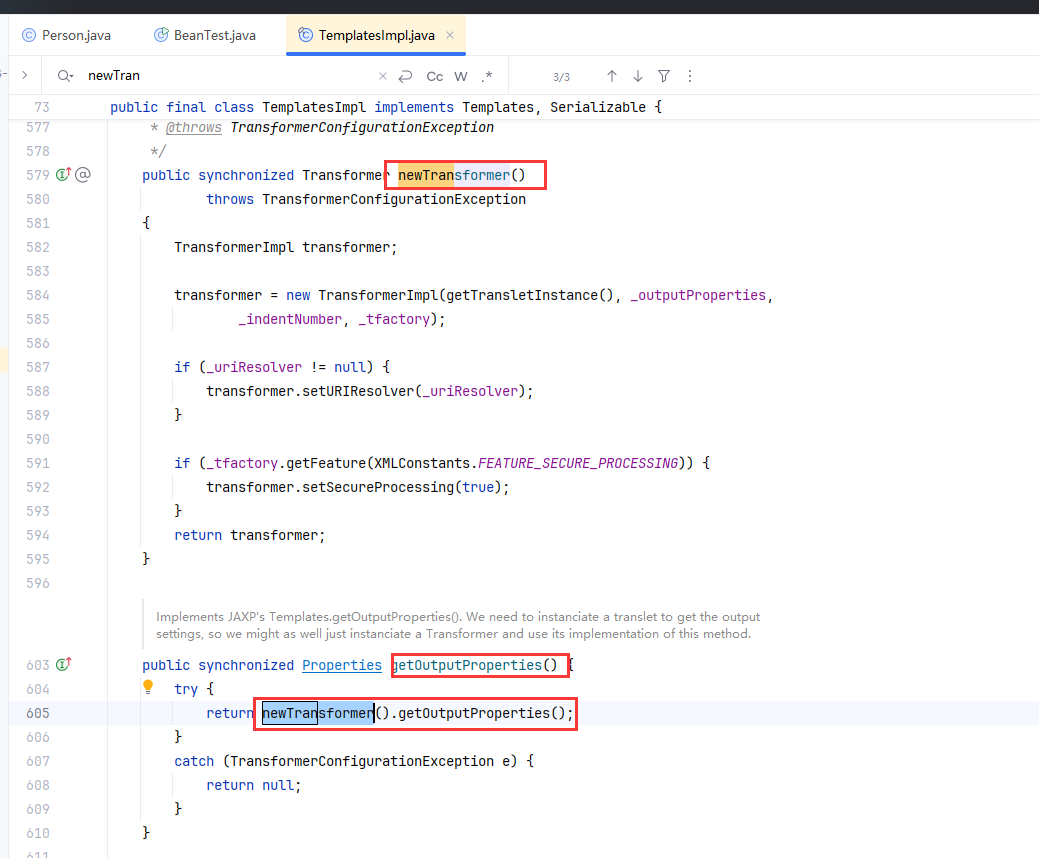 Person.java BeanTest.java TemplatesImpl.java
newTran Cc W .* 3/3
73 public final class TemplatesImpl implements Templates, Serializable {
577 * @throws TransformerConfigurationException
578 */
579 public synchronized Transformer newTransformer()
580 throws TransformerConfigurationException
581 {
582 TransformerImpl transformer;
583
584 transformer = new TransformerImpl(getTransletInstance(), _outputProperties,
585 _indentNumber, _tfactory);
586
587 if (_uriResolver != null) {
588 transformer.setURIResolver(_uriResolver);
589 }
590
591 if (_tfactory.getFeature(XMLConstants.FEATURE_SECURE_PROCESSING)) {
592 transformer.setSecureProcessing(true);
593 }
594 return transformer;
595 }
596
Implements JAXP's Templates.getOutputProperties(). We need to instanciate a translet to get the output
settings, so we might as well just instanciate a Transformer and use its implementation of this method.
603 public synchronized Properties getOutputProperties() {
604 try {
605 return newTransformer().getOutputProperties();
606 }
607 catch (TransformerConfigurationException e) {
608 return null;
609 }
610 }
611